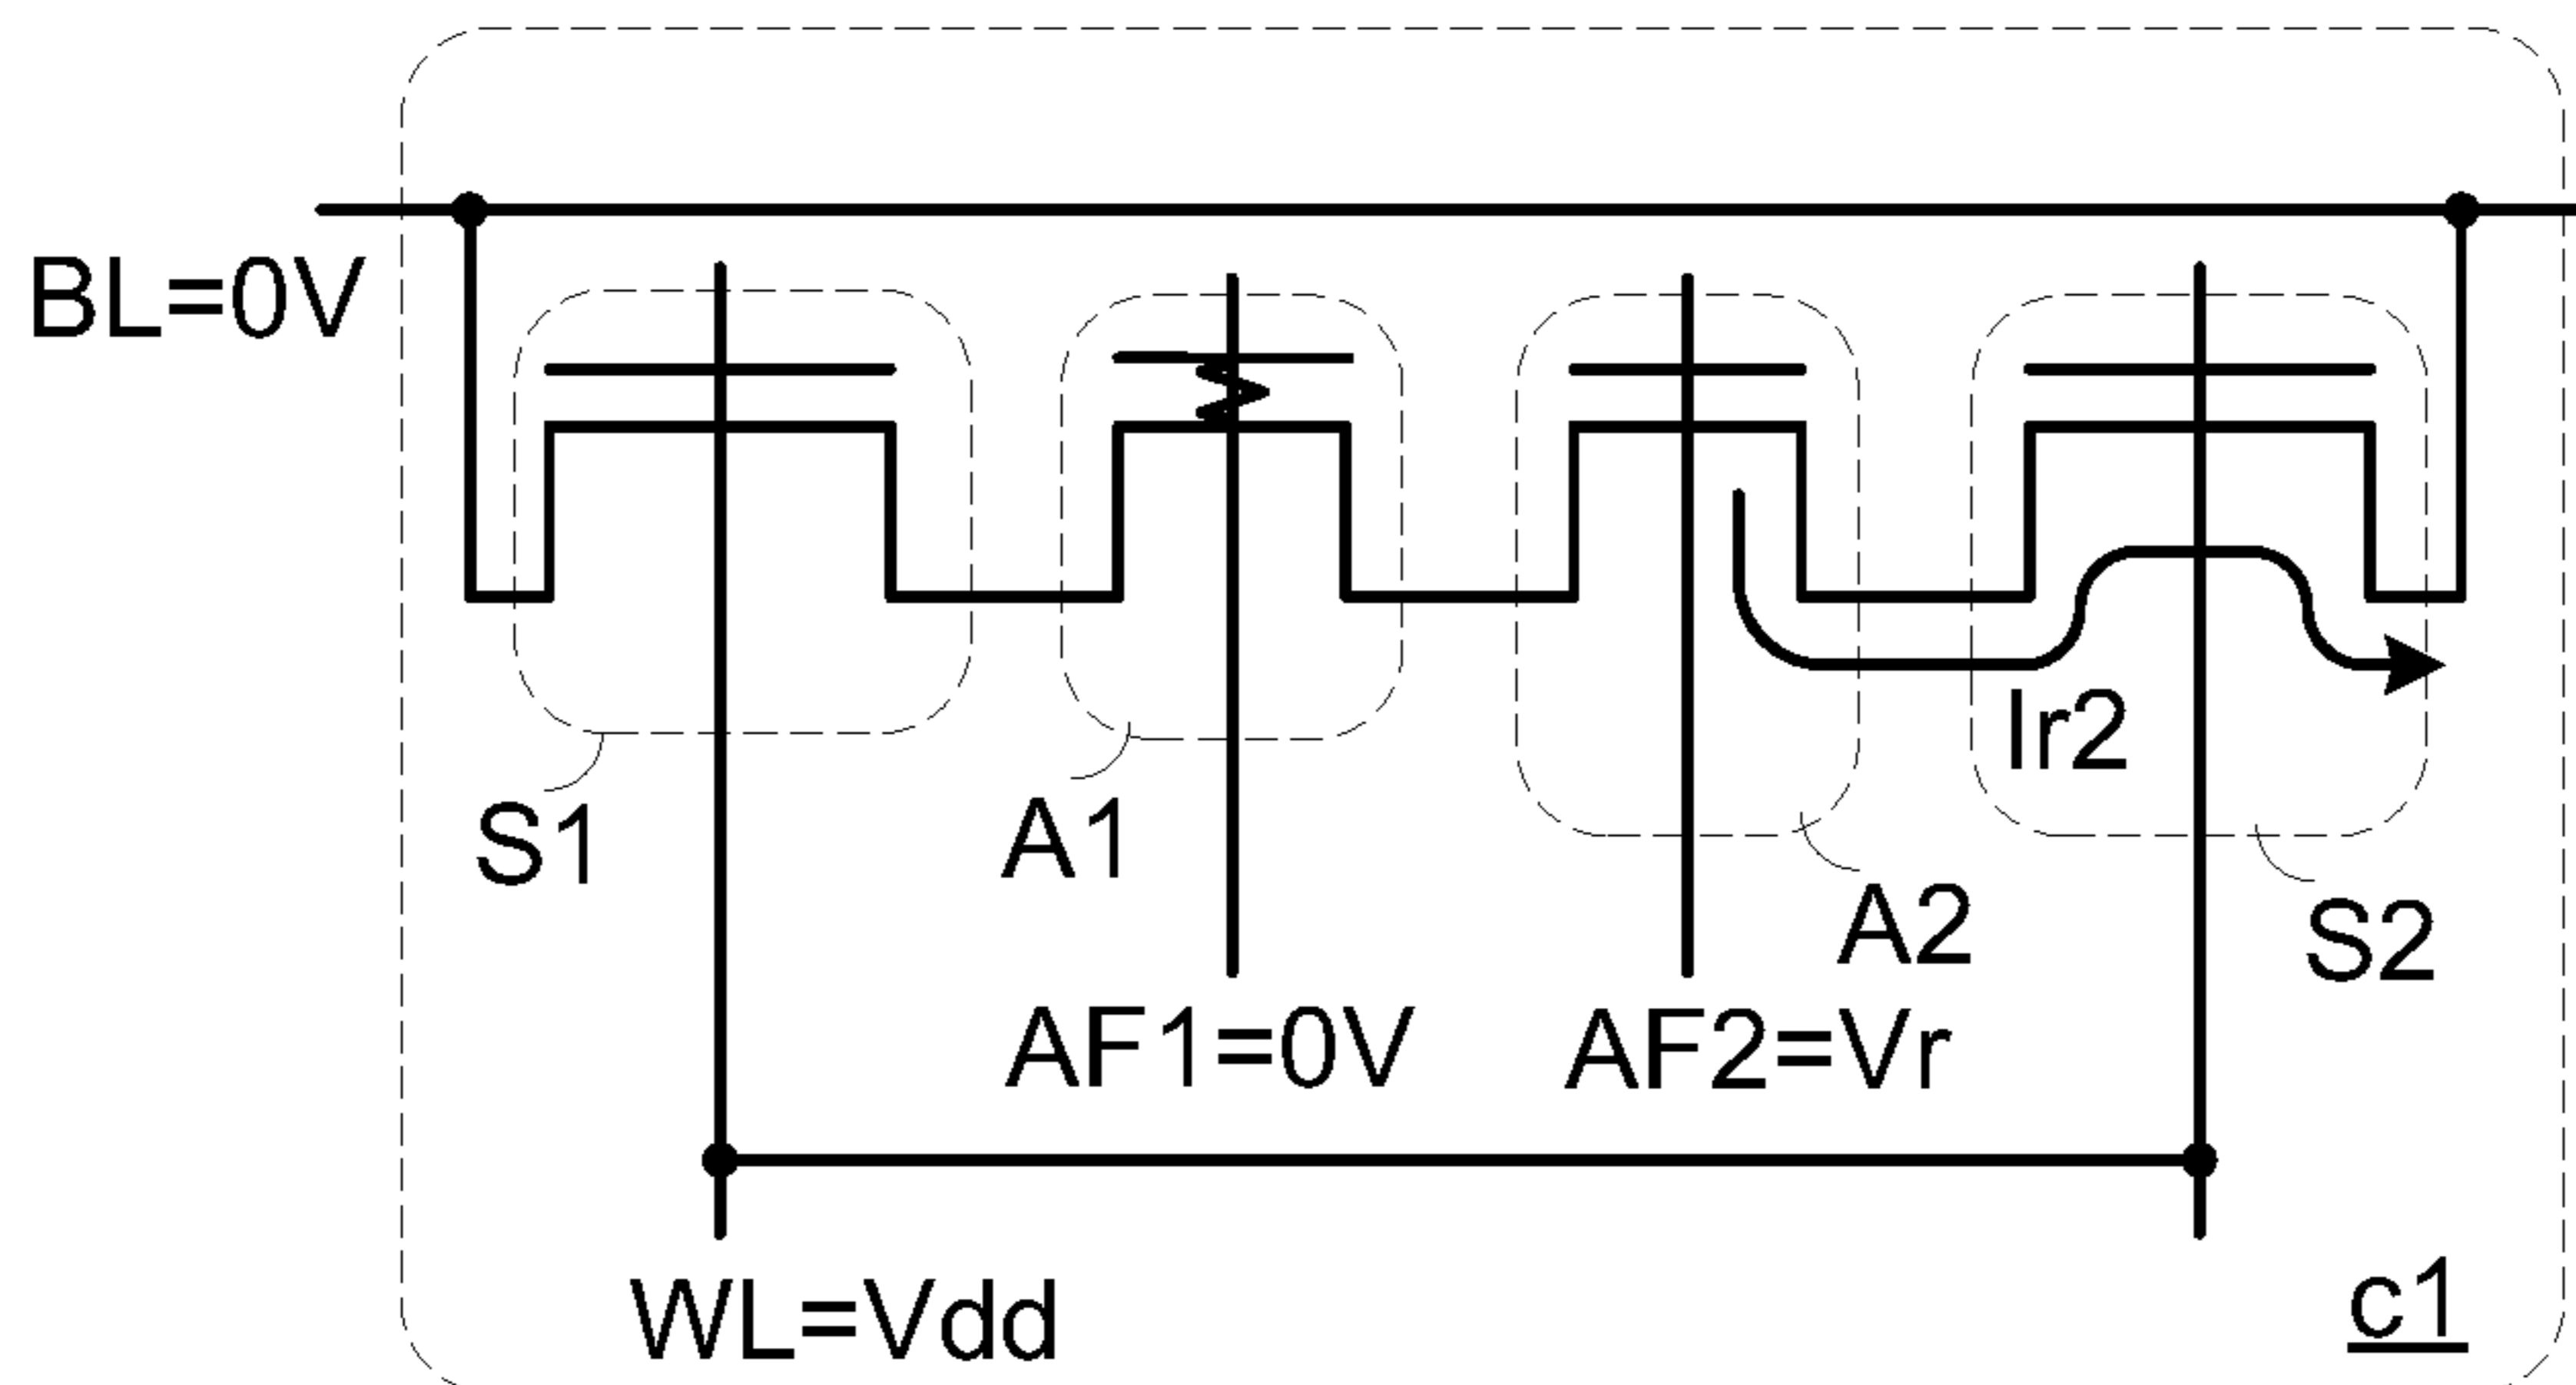 BL=0V
Ir2
S1
A1
A2
S2
AF1=0V
AF2=Vr
WL=Vdd
c1